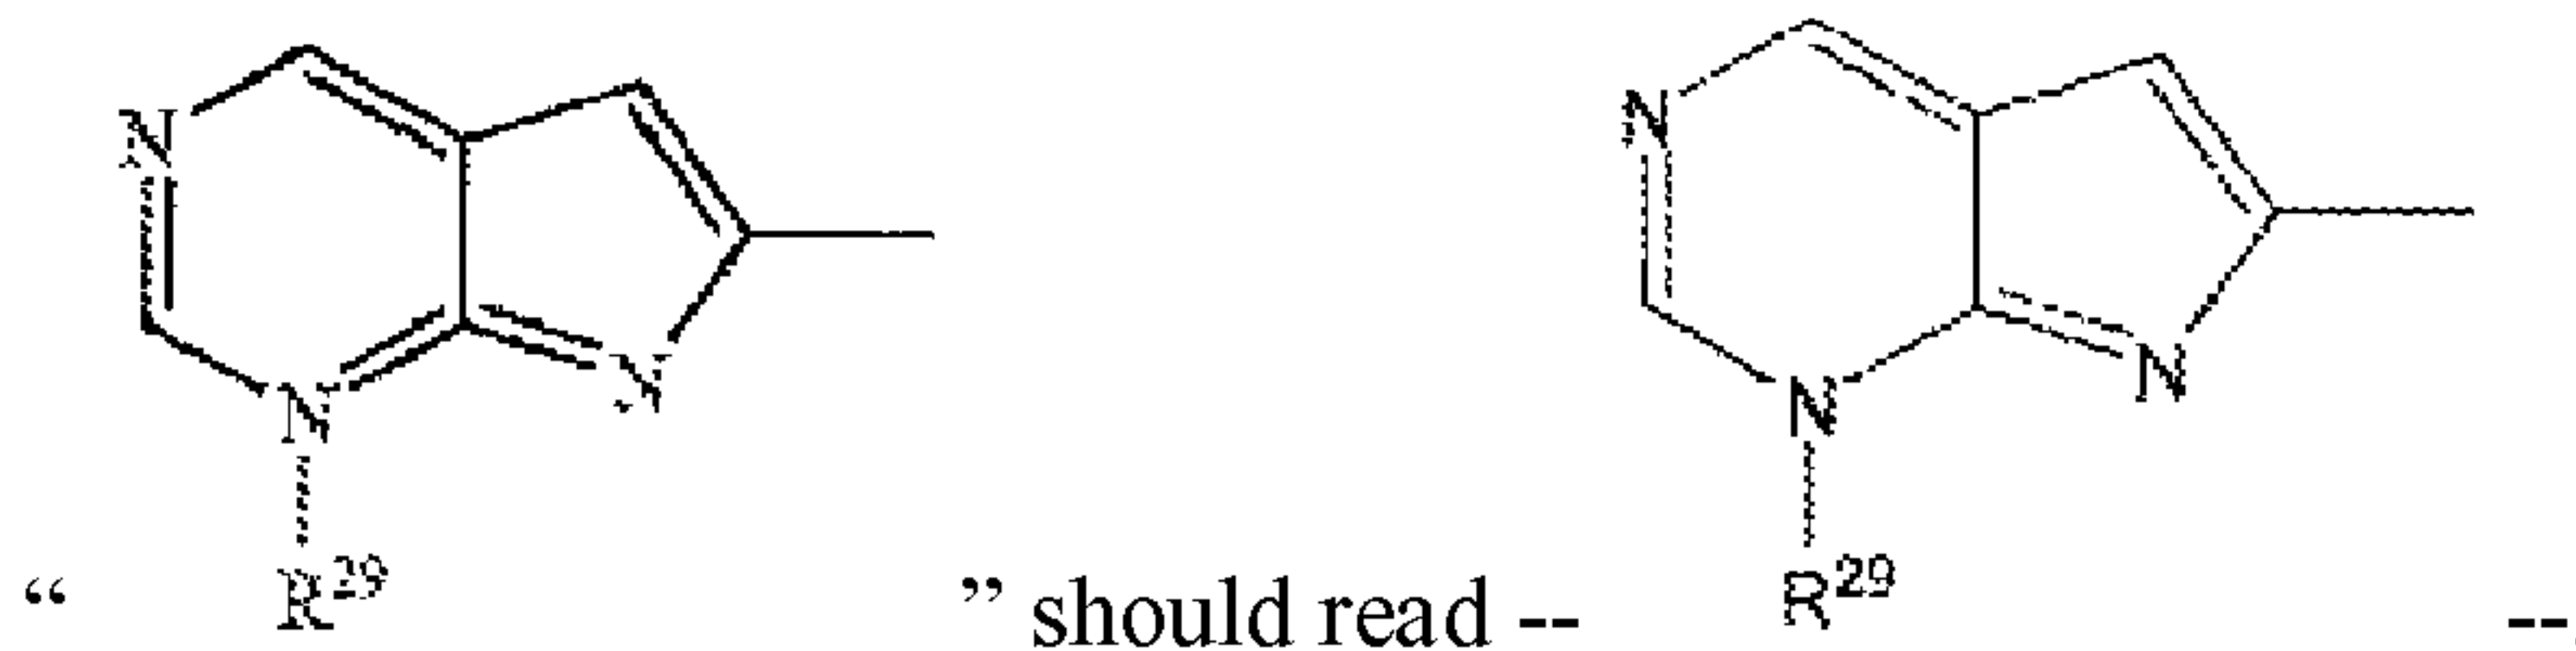 N N
N N
N N
“ R²⁹ ” should read -- R²⁹ --.